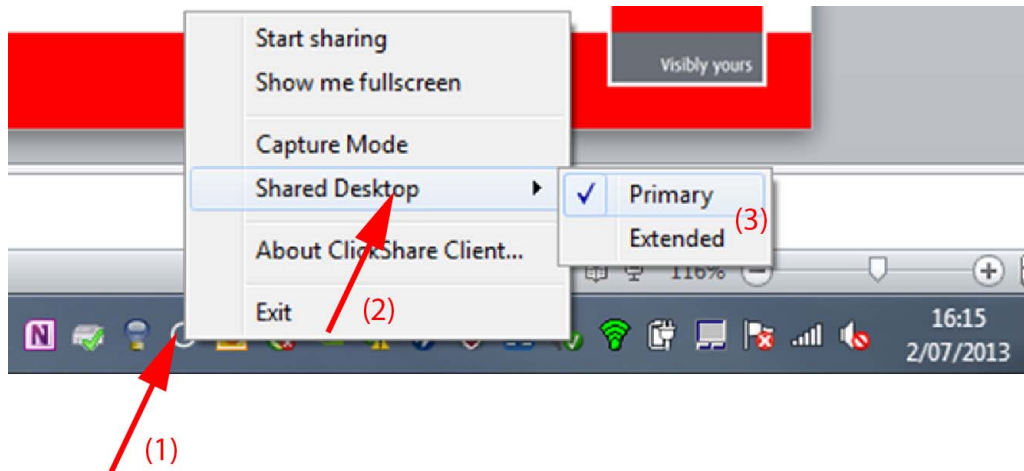 Visibly yours
Start sharing
Show me fullscreen
Capture Mode
Shared Desktop
Primary
Extended
(3)
About ClickShare Client...
116%
Exit
(2)
N
16:15
2/07/2013
(1)